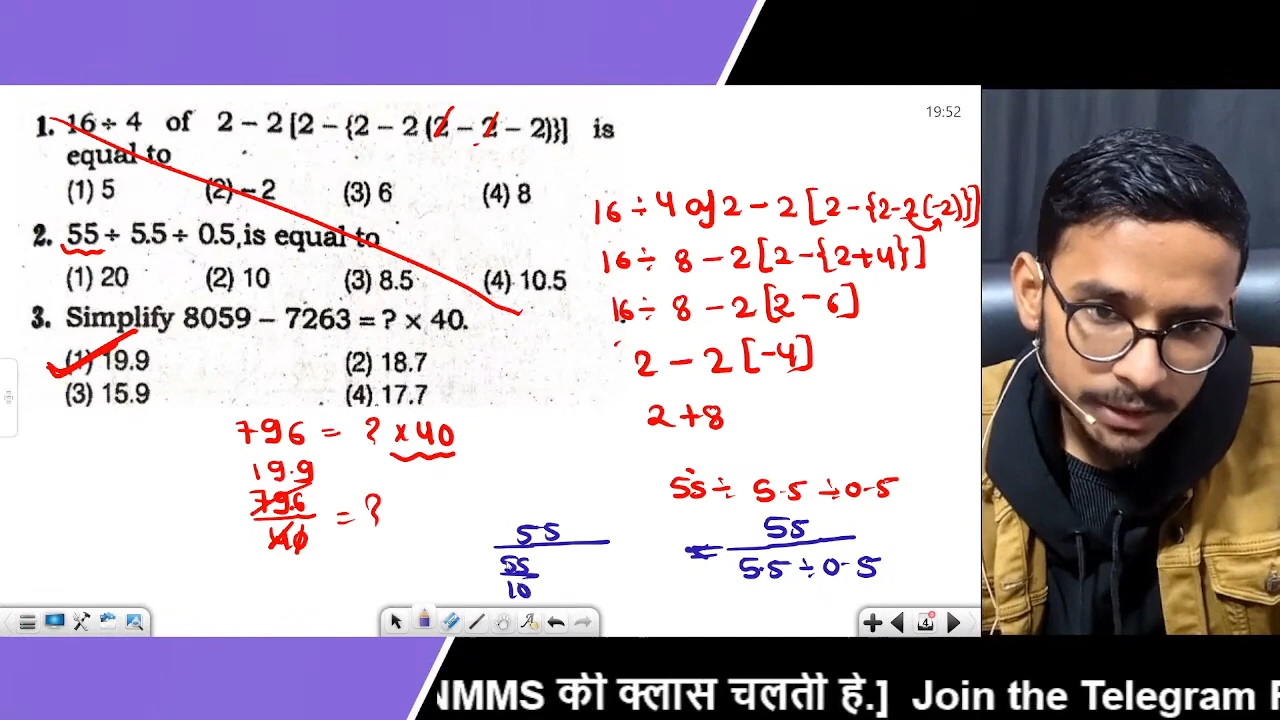 19:52
1. 16 ÷ 4 of 2 – 2 [2 – {2 – 2 (2 – 2 – 2)}] is
equal to
(1) 5 (2) – 2 (3) 6 (4) 8
2. 55 ÷ 5.5 ÷ 0.5, is equal to
(1) 20 (2) 10 (3) 8.5 (4) 10.5
3. Simplify 8059 – 7263 = ? × 40.
(1) 19.9 (2) 18.7
(3) 15.9 (4) 17.7
796 = ? × 40
19.9
796
40
= ?
16 ÷ 4 of 2 – 2 [2 – {2 – 2 (–2)}]
16 ÷ 8 – 2 [2 – {2 + 4}]
16 ÷ 8 – 2 [2 – 6]
2 – 2 [–4]
2 + 8
55 ÷ 5.5 ÷ 0.5
55
5.5 ÷ 0.5
55
55
10
4
NMMS की क्लास चलती हे.] Join the Telegram